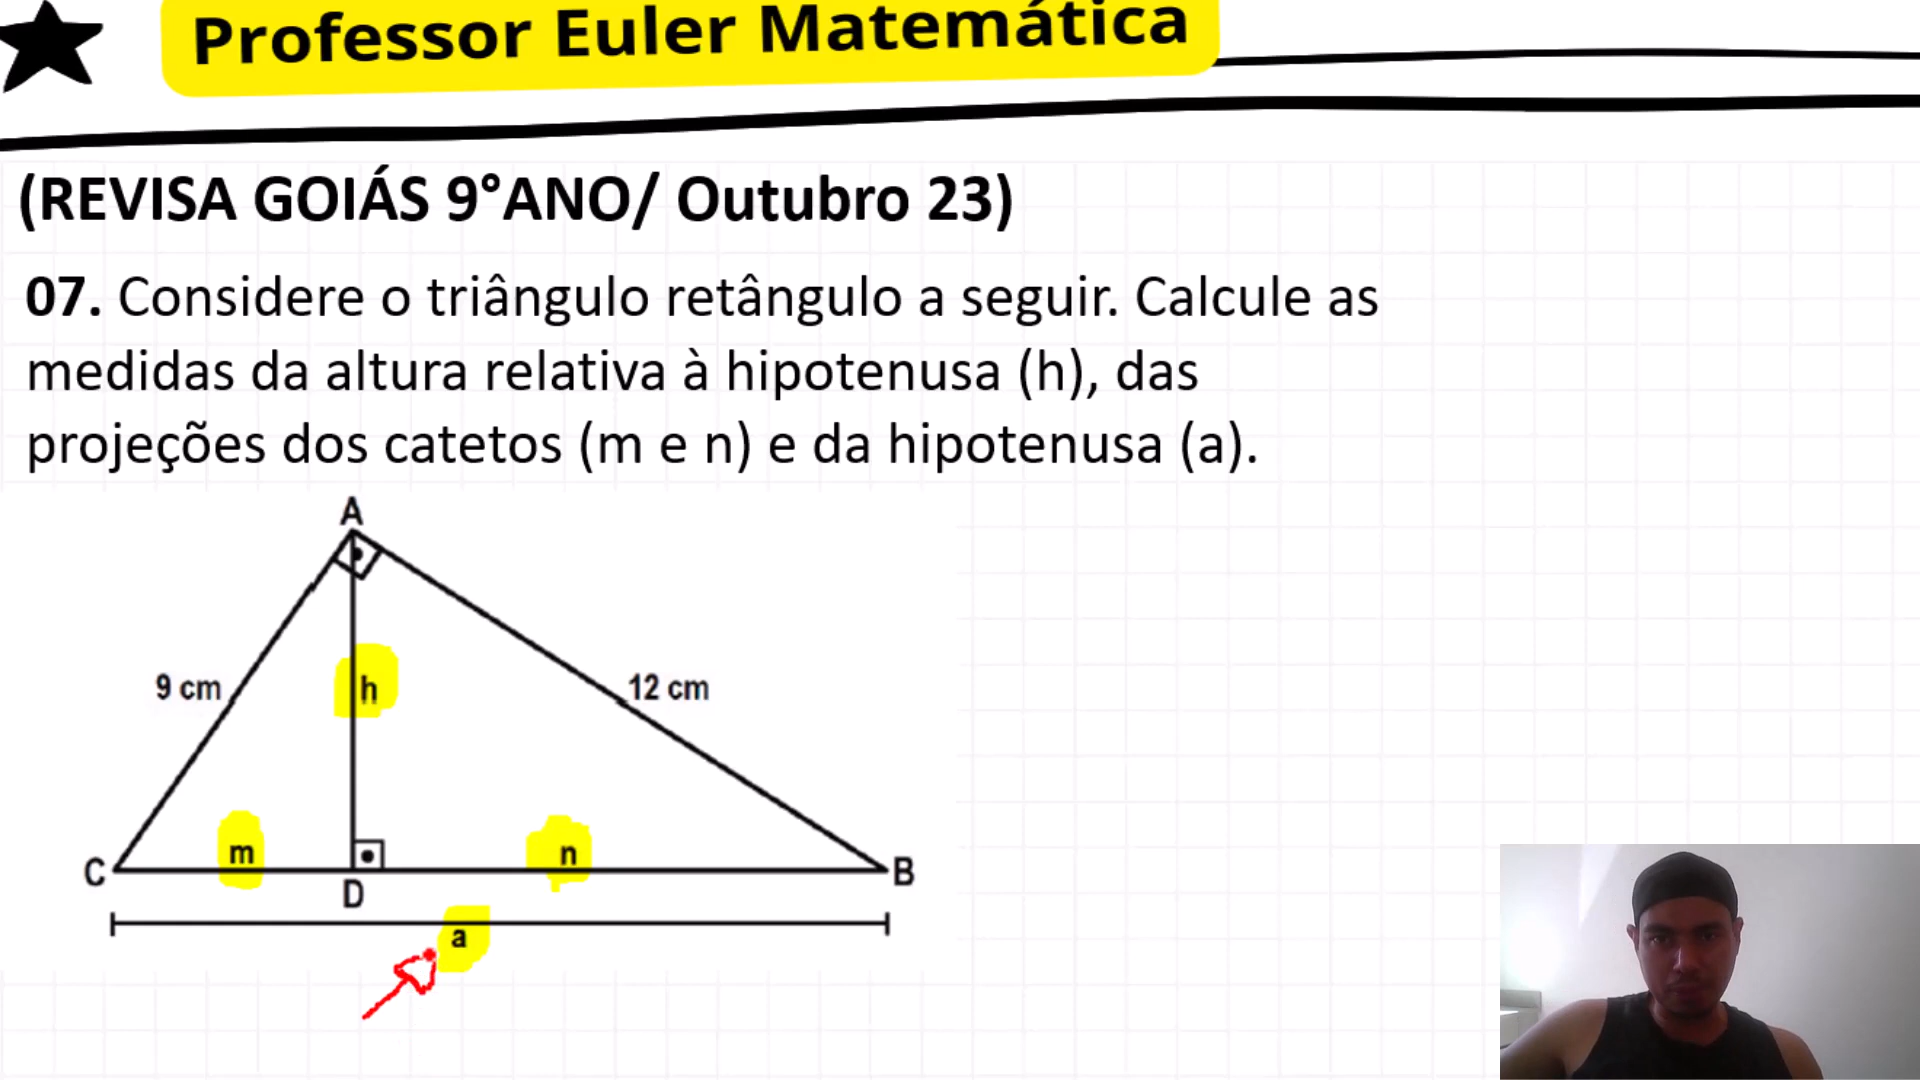 Professor Euler Matemática
(REVISA GOIÁS 9°ANO/ Outubro 23)
07. Considere o triângulo retângulo a seguir. Calcule as
medidas da altura relativa à hipotenusa (h), das
projeções dos catetos (m e n) e da hipotenusa (a).
A
9 cm
h
12 cm
m
n
C
D
B
a